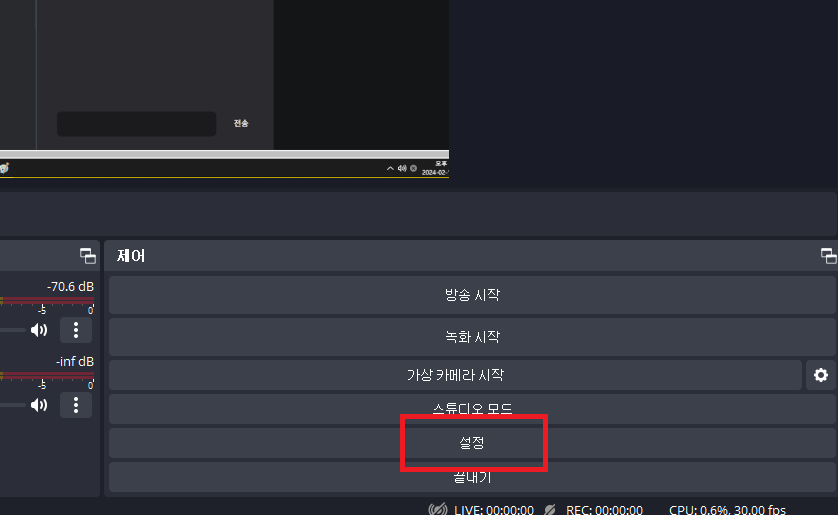 전송
오후
2024-02-
제어
-70.6 dB
-5 0
방송 시작
녹화 시작
-inf dB
-5 0
가상 카메라 시작
스튜디오 모드
설정
끝내기
LIVE: 00:00:00 REC: 00:00:00 CPU: 0.6%, 30.00 fps